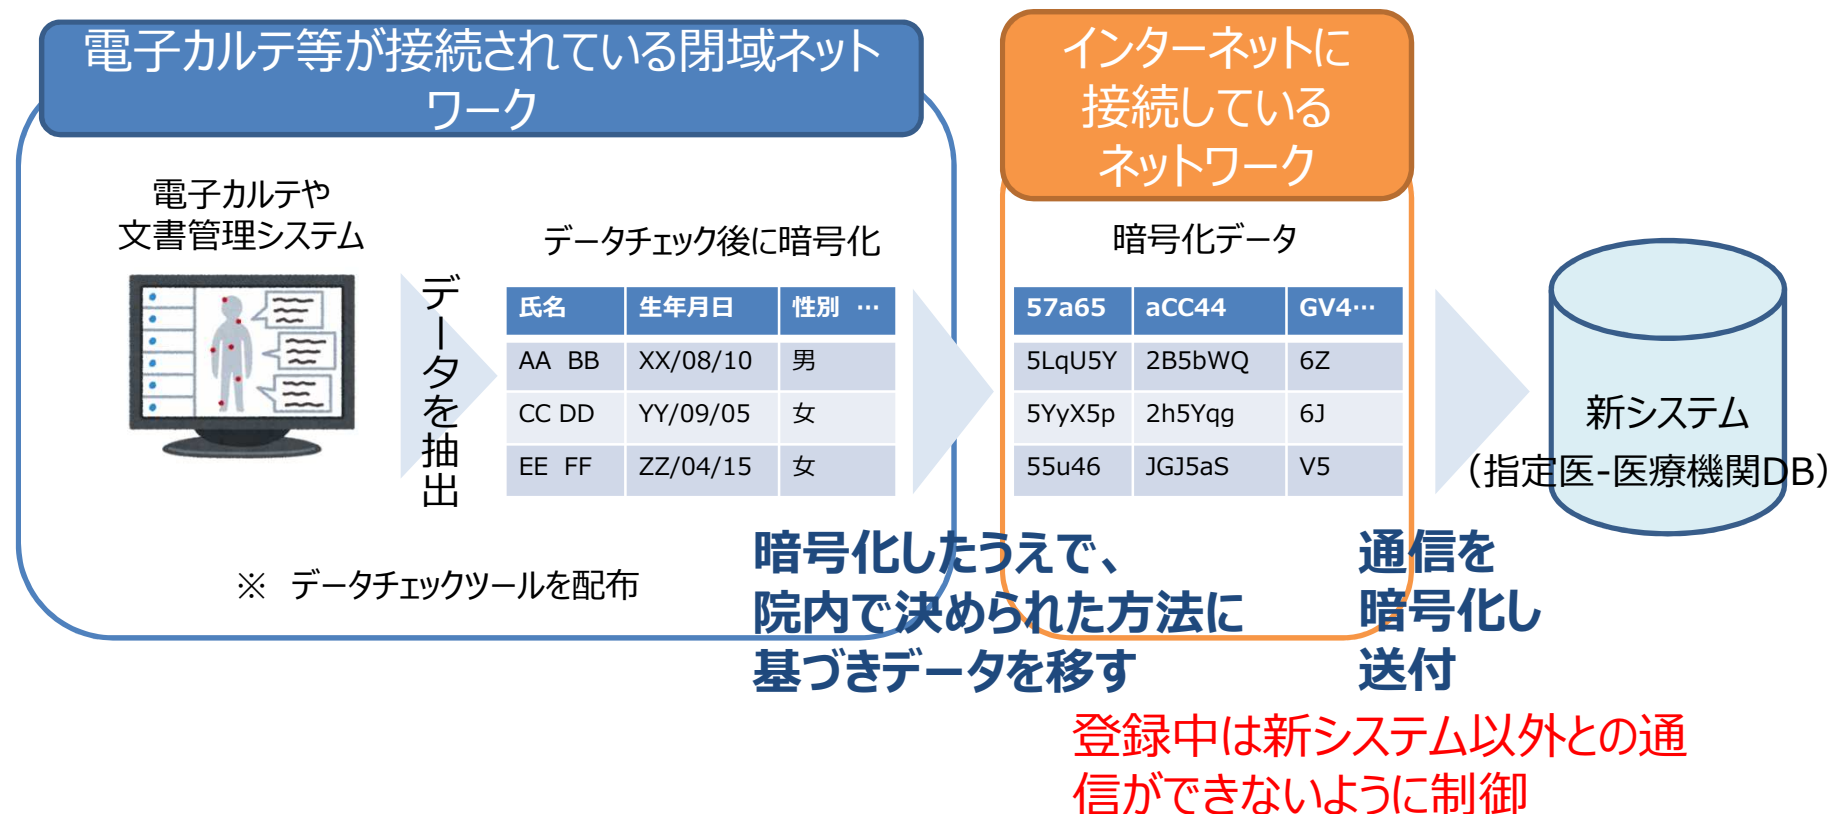 電子カルテ等が接続されている閉域ネット
ワーク
インターネットに
接続している
ネットワーク
電子カルテや
文書管理システム
データを抽出
データチェック後に暗号化
氏名 生年月日 性別 …
AA BB XX/08/10 男
CC DD YY/09/05 女
EE FF ZZ/04/15 女
暗号化データ
57a65 aCC44 GV4…
5LqU5Y 2B5bWQ 6Z
5YyX5p 2h5Yqg 6J
55u46 JGJ5aS V5
新システム
（指定医-医療機関DB）
※ データチェックツールを配布
暗号化したうえで、
院内で決められた方法に
基づきデータを移す
通信を
暗号化し
送付
登録中は新システム以外との通
信ができないように制御